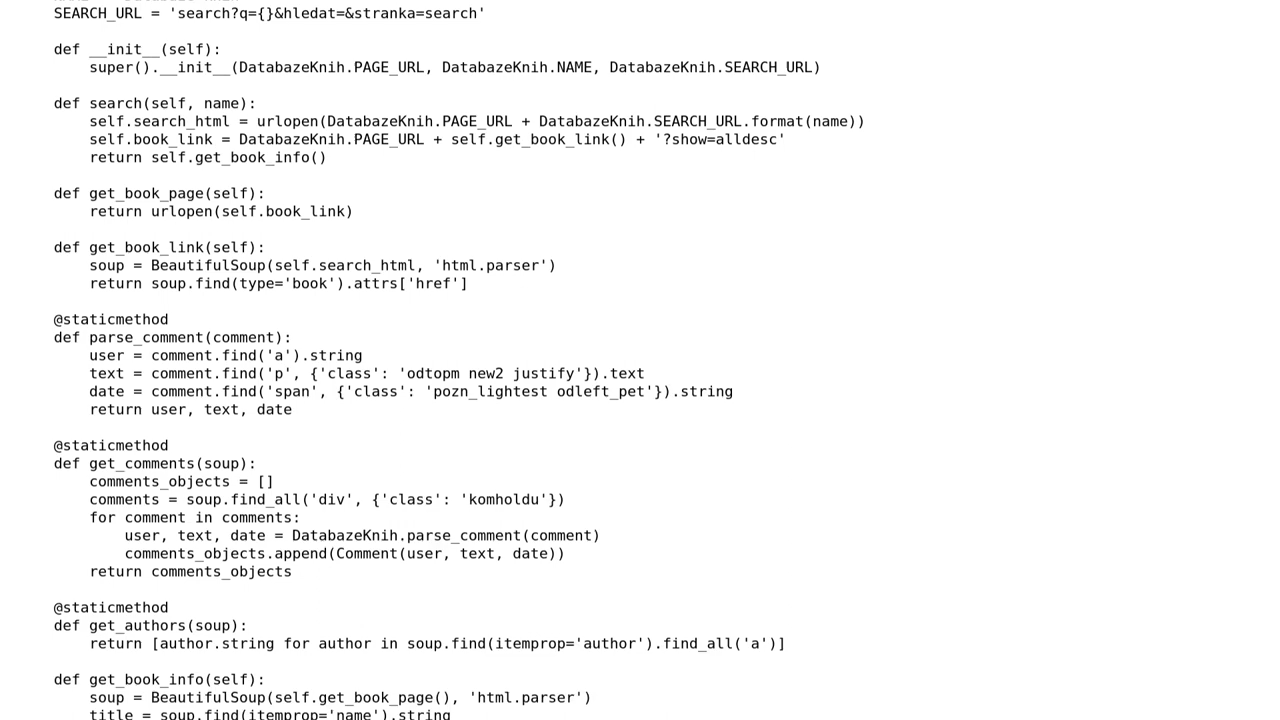 SEARCH_URL = 'search?q={}&hledat=&stranka=search'
def __init__(self):
super().__init__(DatabazeKnih.PAGE_URL, DatabazeKnih.NAME, DatabazeKnih.SEARCH_URL)
def search(self, name):
self.search_html = urlopen(DatabazeKnih.PAGE_URL + DatabazeKnih.SEARCH_URL.format(name))
self.book_link = DatabazeKnih.PAGE_URL + self.get_book_link() + '?show=alldesc'
return self.get_book_info()
def get_book_page(self):
return urlopen(self.book_link)
def get_book_link(self):
soup = BeautifulSoup(self.search_html, 'html.parser')
return soup.find(type='book').attrs['href']
@staticmethod
def parse_comment(comment):
user = comment.find('a').string
text = comment.find('p', {'class': 'odtopm new2 justify'}).text
date = comment.find('span', {'class': 'pozn_lightest odleft_pet'}).string
return user, text, date
@staticmethod
def get_comments(soup):
comments_objects = []
comments = soup.find_all('div', {'class': 'komholdu'})
for comment in comments:
user, text, date = DatabazeKnih.parse_comment(comment)
comments_objects.append(Comment(user, text, date))
return comments_objects
@staticmethod
def get_authors(soup):
return [author.string for author in soup.find(itemprop='author').find_all('a')]
def get_book_info(self):
soup = BeautifulSoup(self.get_book_page(), 'html.parser')
title = soup.find(itemprop='name').string